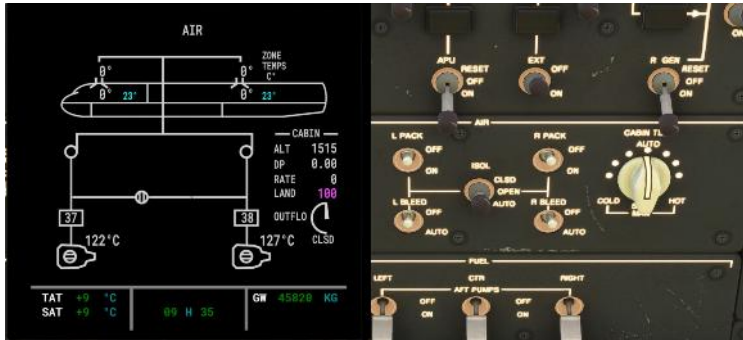 AIR
ZONE
TEMPS
C°
0° 0°
0° 23° 0° 23°
CABIN
ALT 1515
DP 0.00
RATE 0
LAND 100
OUTFLO
CLSD
37 38
122°C 127°C
TAT +9 °C
SAT +9 °C
09 H 35
GW 45820 KG
APU EXT R GEN
RESET OFF RESET
OFF ON OFF
ON ON
ON
AIR
L PACK R PACK CABIN
AUTO
OFF OFF
ON ON
ISOL
CLSD
OPEN
AUTO
L BLEED R BLEED
OFF OFF
AUTO AUTO
COLD HOT
FUEL
LEFT CTR RIGHT
AFT PUMPS
OFF OFF
ON ON